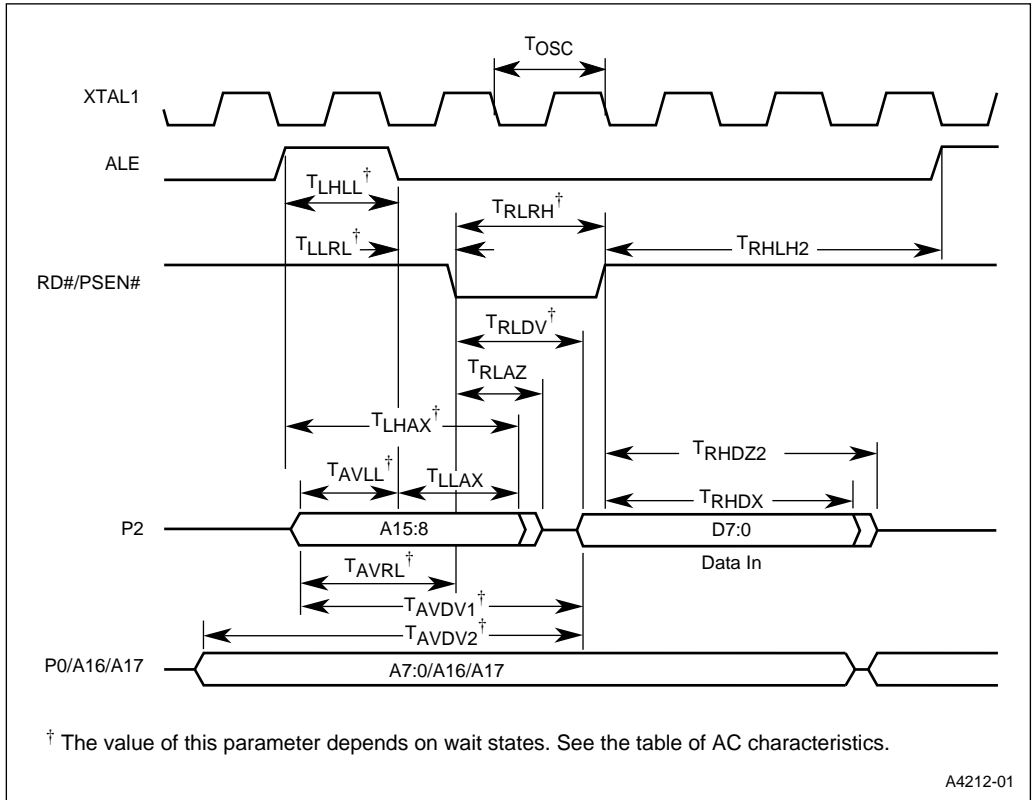 TOSC
XTAL1
ALE
TLHLL†
TRLRH†
TLLRL†
TRHLH2
RD#/PSEN#
TRLDV†
TRLAZ
TLHAX†
TRHDZ2
TAVLL†
TLLAX
TRHDX
P2
A15:8
D7:0
Data In
TAVRL†
TAVDV1†
TAVDV2†
P0/A16/A17
A7:0/A16/A17
† The value of this parameter depends on wait states. See the table of AC characteristics.
A4212-01